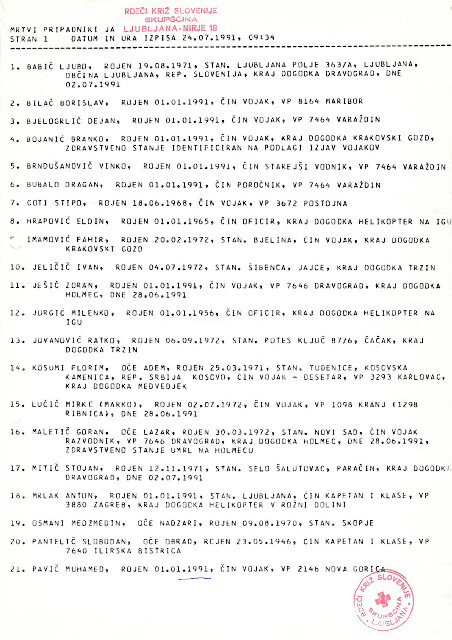 RDEČI KRIŽ SLOVENIJE
SKUPŠČINA
MRTVI PRIPADNIKI JA LJUBLJANA-MIRJE 19
STRAN 1 DATUM IN URA IZPISA 24.07.1991, 09:34
1. BABIČ LJUBO, ROJEN 19.08.1971, STAN. LJUBLJANA POLJE 363/A, LJUBLJANA,
OBČINA LJUBLJANA, REP. SLOVENIJA, KRAJ DOGODKA DRAVOGRAD, DNE
02.07.1991
2. BILAČ BORISLAV, ROJEN 01.01.1991, ČIN VOJAK, VP 8164 MARIBOR
3. BJELOGRLIČ DEJAN, ROJEN 01.01.1991, ČIN VOJAK, VP 7464 VARAŽDIN
4. BOJANIČ BRANKO, ROJEN 01.01.1991, ČIN VOJAK, KRAJ DOGODKA KRAKOVSKI GOZD,
ZDRAVSTVENO STANJE IDENTIFICIRAN NA PODLAGI IZJAV VOJAKOV
5. BRNDUŠANOVIČ VINKO, ROJEN 01.01.1991, ČIN STAREJŠI VODNIK, VP 7464 VARAŽDIN
6. BUBALO DRAGAN, ROJEN 01.01.1991, ČIN POROČNIK, VP 7464 VARAŽDIN
7. GOTI STIPO, ROJEN 18.06.1968, ČIN VOJAK, VP 3672 POSTOJNA
8. HRAPOVIČ ELDIN, ROJEN 01.01.1965, ČIN OFICIR, KRAJ DOGODKA HELIKOPTER NA IGU
IMAMOVIČ FAHIR, ROJEN 20.02.1972, STAN. BJELINA, ČIN VOJAK, KRAJ DOGODKA
KRAKOVSKI GOZD
10. JELIČIČ IVAN, ROJEN 04.07.1972, STAN. ŠIBENCA, JAJCE, KRAJ DOGODKA TRZIN
11. JEŠIČ ZORAN, ROJEN 01.01.1991, ČIN VOJAK, VP 7646 DRAVOGRAD, KRAJ DOGODKA
HOLMEC, DNE 28.06.1991
12. JURGIC MILENKO, ROJEN 01.01.1956, ČIN OFICIR, KRAJ DOGODKA HELIKOPTER NA
IGU
13. JOVANOVIČ RATKO, ROJEN 06.09.1972, STAN. POTES KLJUČ 87/6, ČAČAK, KRAJ
DOGODKA TRZIN
14. KOSUMI FLORIM, OČE ADEM, ROJEN 25.03.1971, STAN. TUDENICE, KOSOVSKA
KAMENICA, REP. SRBIJA KOSOVO, ČIN VOJAK - DESETAR, VP 3293 KARLOVAC,
KRAJ DOGODKA MEDVEDJEK
15. LUČIČ MIRKC (MARKO), ROJEN 02.07.1972, ČIN VOJAK, VP 1098 KRANJ (1298
RIBNICA), DNE 28.06.1991
16. MALETIČ GORAN, OČE LAZAR, ROJEN 30.03.1972, STAN. NOVI SAD, ČIN VOJAK
RAZVODNIK, VP 7646 DRAVOGRAD, KRAJ DOGODKA HOLMEC, DNE 28.06.1991,
ZDRAVSTVENO STANJE UMRL NA HOLMECU
17. MITIČ STOJAN, ROJEN 12.11.1971, STAN. SELO ŠALUTOVAC, PARAČIN, KRAJ DOGODKA
DRAVOGRAD, DNE 02.07.1991
18. MRLAK ANTON, ROJEN 01.01.1991, STAN. LJUBLJANA, ČIN KAPETAN I KLASE, VP
3880 ZAGREB, KRAJ DOGODKA HELIKOPTER V ROŽNI DOLINI
19. OSMANI MEDZMEDIN, OČE NADZARI, ROJEN 09.08.1970, STAN. SKOPJE
20. PANTELIČ SLOBODAN, OČE OBRAD, ROJEN 23.05.1946, ČIN KAPETAN I KLASE, VP
7640 ILIRSKA BISTRICA
21. PAVIČ MUHAMED, ROJEN 01.01.1991, ČIN VOJAK, VP 2146 NOVA GORICA
RDEČI KRIŽ SLOVENIJE
SKUPŠČINA
LJUBLJANA